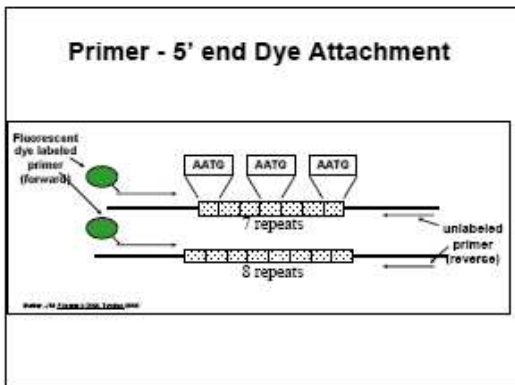 Primer - 5' end Dye Attachment
Fluorescent
dye labeled
primer
(forward)
AATG
AATG
AATG
7 repeats
unlabeled
primer
(reverse)
8 repeats